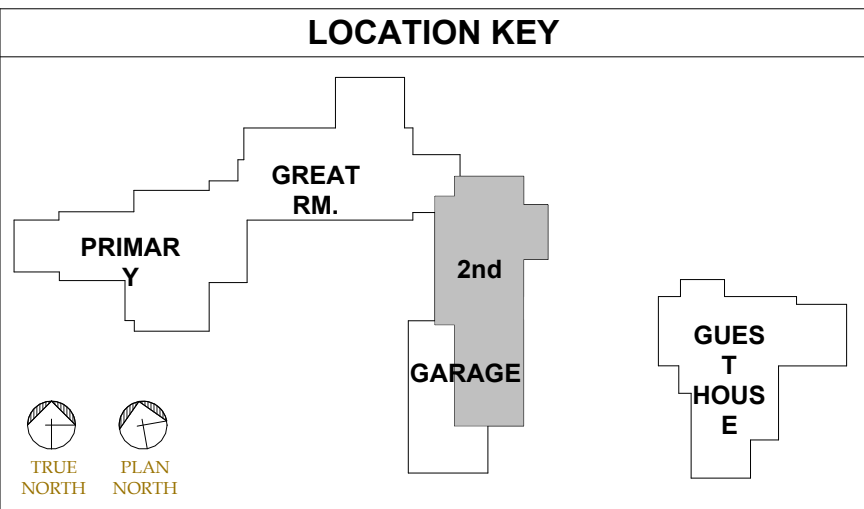 LOCATION KEY
GREAT
RM.
PRIMAR
Y
2nd
GARAGE
GUES
T
HOUS
E
TRUE
NORTH
PLAN
NORTH